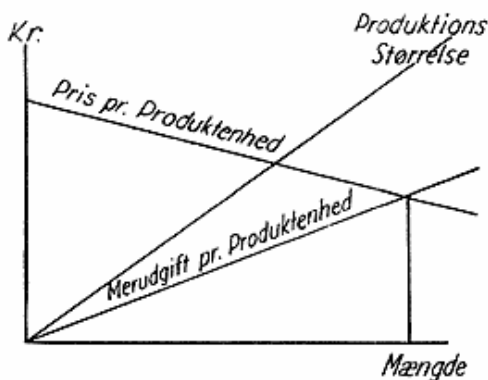 Kr.
Produktions
Størrelse
Pris pr. Produktenhed
Merudgift pr. Produktenhed
Mængde